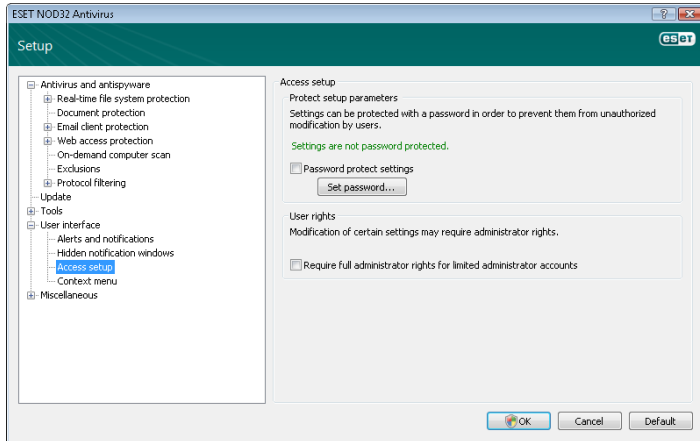 ESET NOD32 Antivirus
Setup
eset
Antivirus and antispyware
Real-time file system protection
Document protection
Email client protection
Web access protection
On-demand computer scan
Exclusions
Protocol filtering
Update
Tools
User interface
Alerts and notifications
Hidden notification windows
Access setup
Context menu
Miscellaneous
Access setup
Protect setup parameters
Settings can be protected with a password in order to prevent them from unauthorized
modification by users.
Settings are not password protected.
Password protect settings
Set password...
User rights
Modification of certain settings may require administrator rights.
Require full administrator rights for limited administrator accounts
OK
Cancel
Default